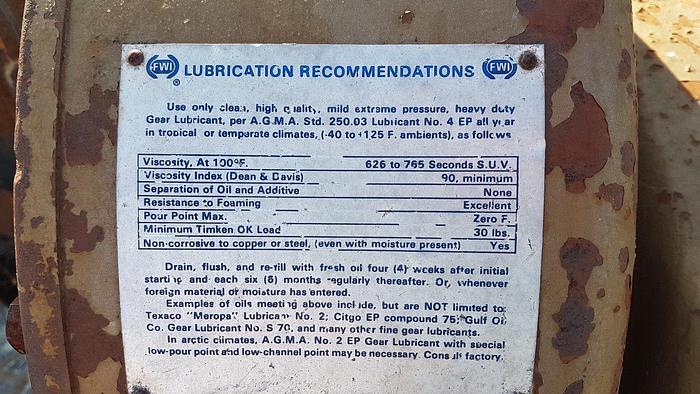 FWI LUBRICATION RECOMMENDATIONS FWI
®
Use only clean, high quality, mild extreme pressure, heavy duty
Gear Lubricant, per A.G.M.A. Std. 250.03 Lubricant No. 4 EP all year
in tropical or temperate climates, (-40 to +125 F. ambients), as follows
Viscosity, At 100°F. 626 to 765 Seconds S.U.V.
Viscosity Index (Dean & Davis) 90, minimum
Separation of Oil and Additive None
Resistance to Foaming Excellent
Pour Point Max. Zero F.
Minimum Timken OK Load 30 lbs.
Non-corrosive to copper or steel, (even with moisture present) Yes
Drain, flush, and re-fill with fresh oil four (4) weeks after initial
starting and each six (6) months regularly thereafter. Or, whenever
foreign material or moisture has entered.
Examples of oils meeting above include, but are NOT limited to:
Texaco "Meropa" Lubricant No. 2; Citgo EP compound 75; Gulf Oil
Co. Gear Lubricant No. S 70, and many other fine gear lubricants.
In arctic climates, A.G.M.A. No. 2 EP Gear Lubricant with special
low-pour point and low-channel point may be necessary. Consult factory.